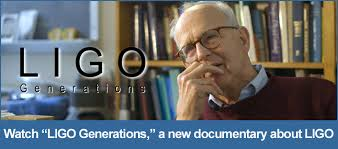 LIGO
Generations
Watch “LIGO Generations,” a new documentary about LIGO